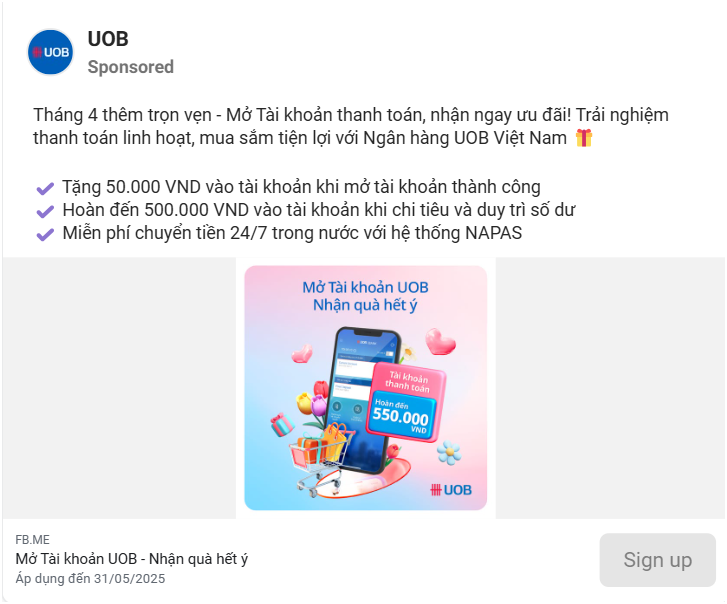 UOB
UOB
Sponsored
Tháng 4 thêm trọn vẹn - Mở Tài khoản thanh toán, nhận ngay ưu đãi! Trải nghiệm
thanh toán linh hoạt, mua sắm tiện lợi với Ngân hàng UOB Việt Nam 🎁
Tặng 50.000 VND vào tài khoản khi mở tài khoản thành công
Hoàn đến 500.000 VND vào tài khoản khi chi tiêu và duy trì số dư
Miễn phí chuyển tiền 24/7 trong nước với hệ thống NAPAS
Mở Tài khoản UOB
Nhận quà hết ý
Tài khoản
thanh toán
Hoàn đến
550.000
VND
UOB
FB.ME
Mở Tài khoản UOB - Nhận quà hết ý
Áp dụng đến 31/05/2025
Sign up